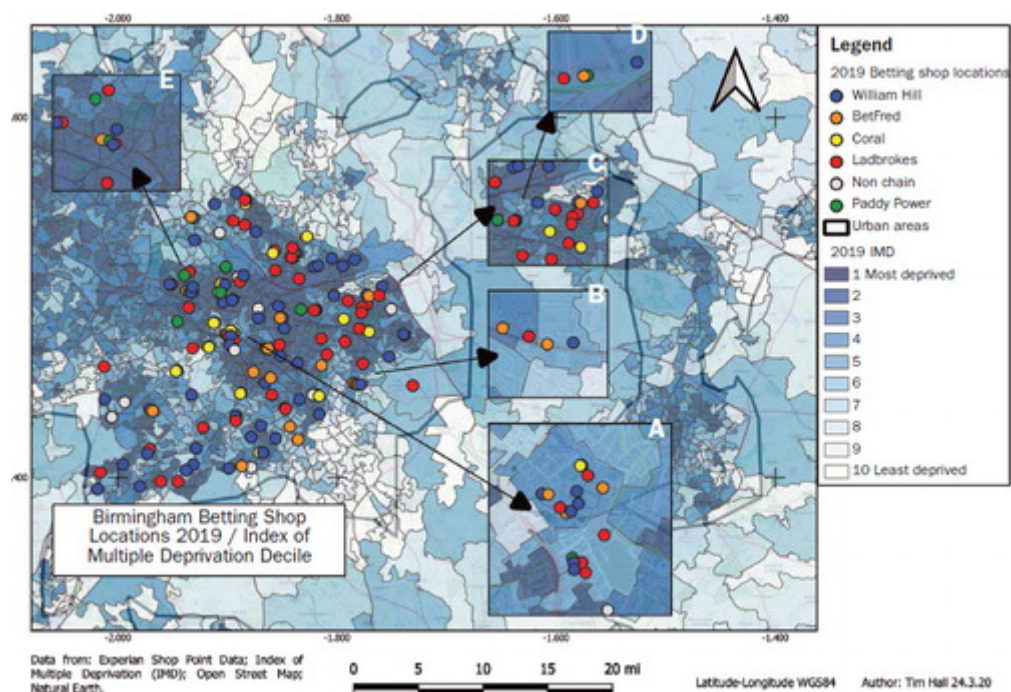 -2.000 -1.800 -1.600 -1.400
Legend
2019 Betting shop locations
William Hill
BetFred
Coral
Ladbrokes
Non chain
Paddy Power
Urban areas
2019 IMD
1 Most deprived
2
3
4
5
6
7
8
9
10 Least deprived
E
D
C
B
A
.600
.400
Birmingham Betting Shop
Locations 2019 / Index of
Multiple Deprivation Decile
-2.000 -1.800 -1.600 -1.400
Data from: Experian Shop Point Data; Index of
Multiple Deprivation (IMD); Open Street Map;
Natural Earth.
0 5 10 15 20 mi
Latitude-Longitude WGS84 Author: Tim Hall 24.3.20